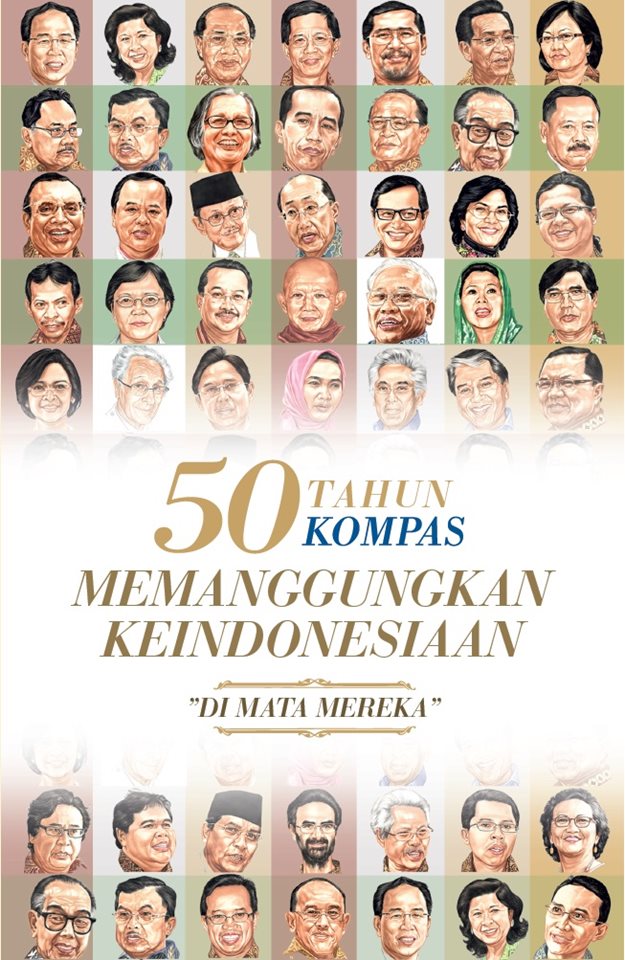 50 TAHUN
KOMPAS
MEMANGGUNGKAN
KEINDONESIAAN
"DI MATA MEREKA"